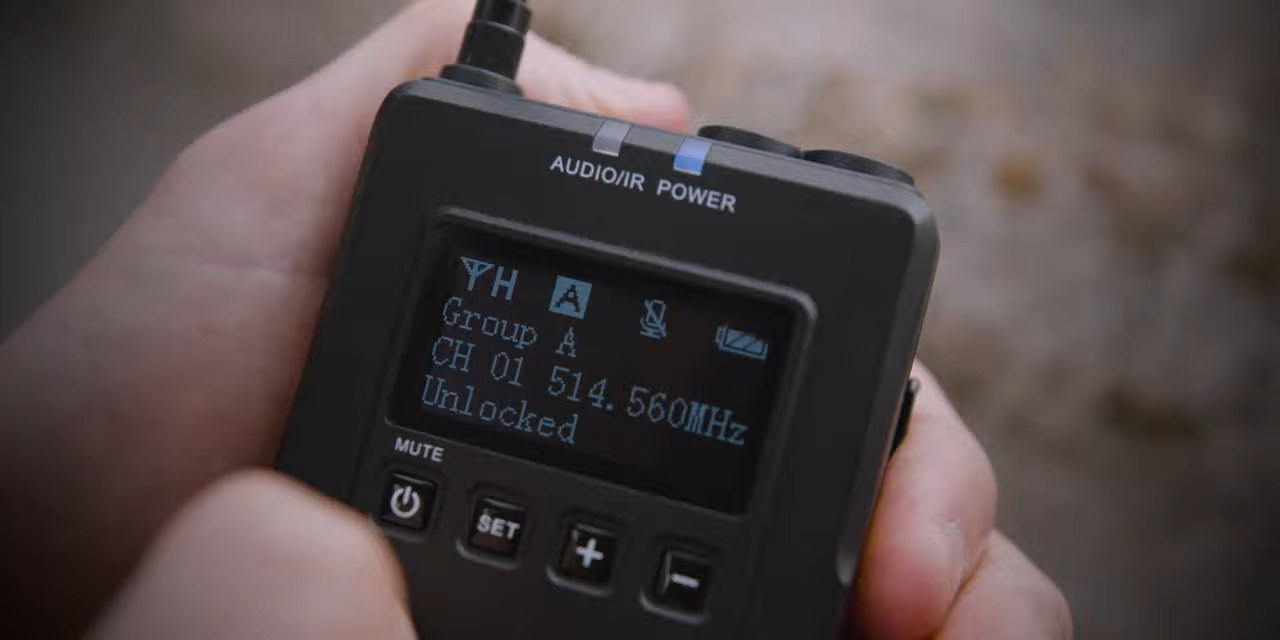 AUDIO/IR POWER
H A
Group A
CH 01 514.560MHz
Unlocked
MUTE
SET + -